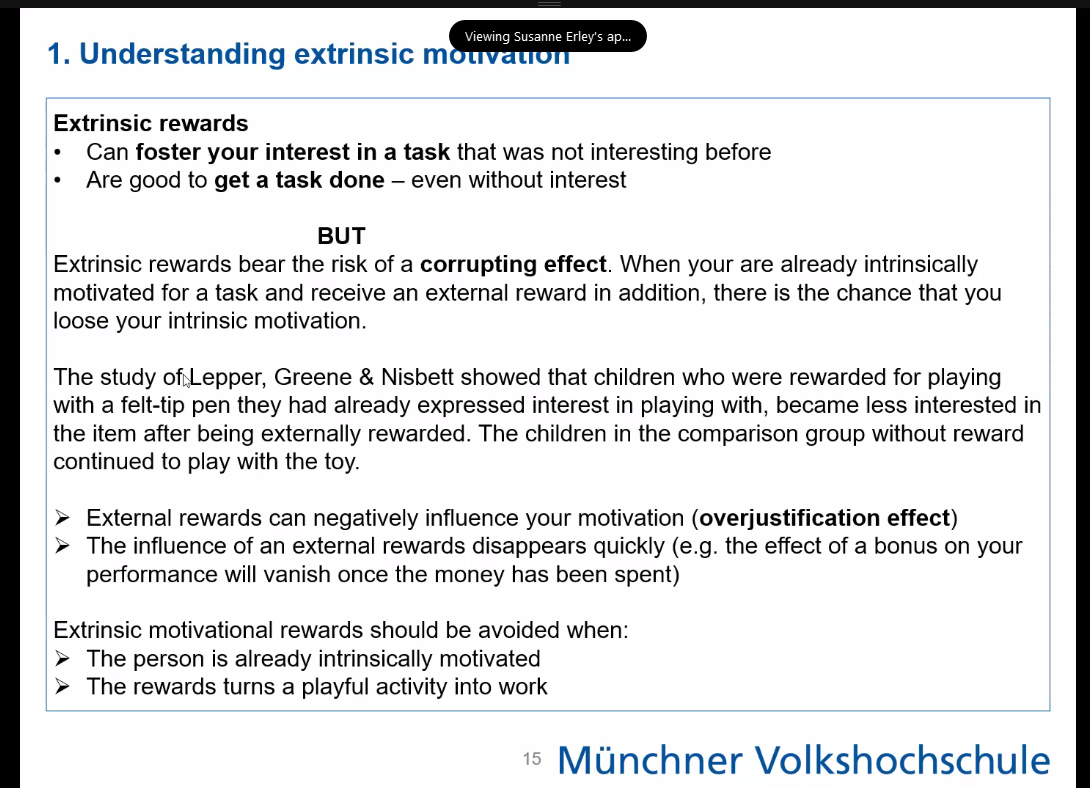 Viewing Susanne Erley's ap...
1. Understanding extrinsic motivation
Extrinsic rewards
• Can foster your interest in a task that was not interesting before
• Are good to get a task done – even without interest
BUT
Extrinsic rewards bear the risk of a corrupting effect. When your are already intrinsically
motivated for a task and receive an external reward in addition, there is the chance that you
loose your intrinsic motivation.
The study of Lepper, Greene & Nisbett showed that children who were rewarded for playing
with a felt-tip pen they had already expressed interest in playing with, became less interested in
the item after being externally rewarded. The children in the comparison group without reward
continued to play with the toy.
➢ External rewards can negatively influence your motivation (overjustification effect)
➢ The influence of an external rewards disappears quickly (e.g. the effect of a bonus on your
performance will vanish once the money has been spent)
Extrinsic motivational rewards should be avoided when:
➢ The person is already intrinsically motivated
➢ The rewards turns a playful activity into work
15 Münchner Volkshochschule